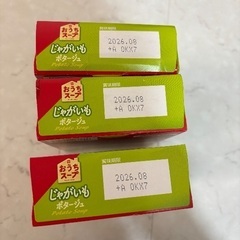 おうち
スープ
じゃがいも
ポタージュ
Potato Soup
2026.08
+A 0KX7
おうち
スープ
じゃがいも
ポタージュ
Potato Soup
2026.08
+A 0KX7
おうち
スープ
じゃがいも
ポタージュ
Potato Soup
2026.08
+A 0KX7